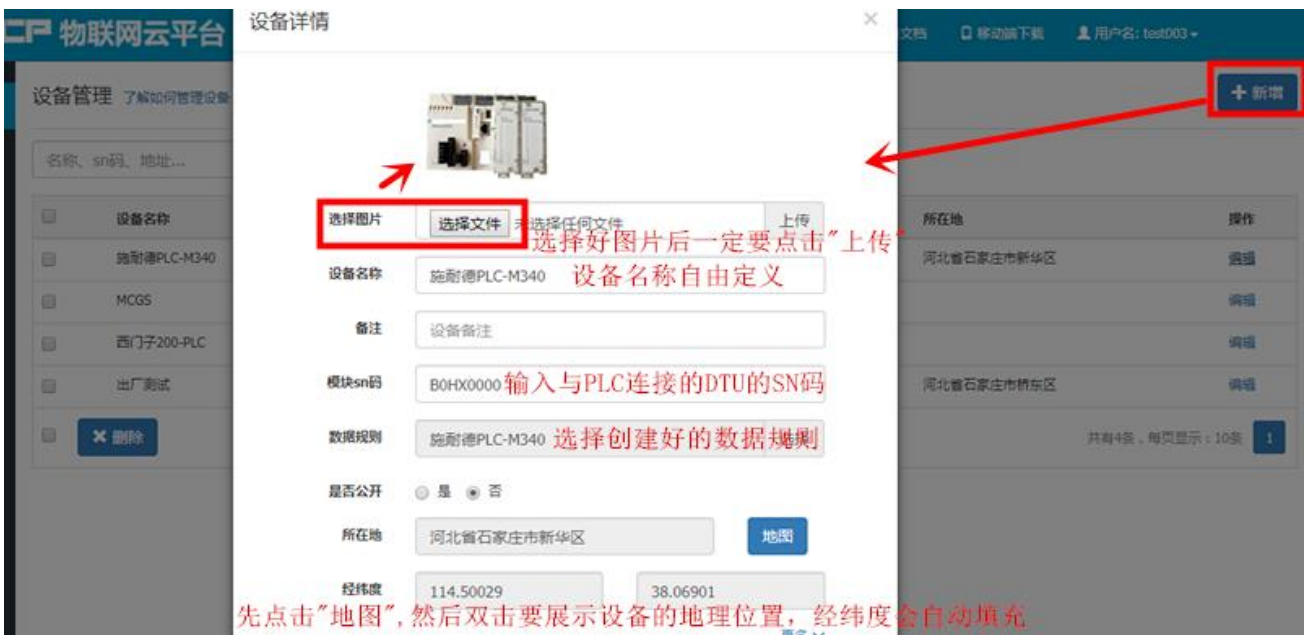 CP 物联网云平台
文档
移动端下载
用户名: test003
设备详情
×
设备管理 了解如何管理设备
新增
名称、sn码、地址...
设备名称
所在地
操作
施耐德PLC-M340
河北省石家庄市新华区
编辑
MCGS
编辑
西门子200-PLC
编辑
出厂测试
河北省石家庄市桥东区
编辑
删除
共有4条，每页显示：10条
1
选择图片
选择文件 未选择任何文件
上传
选择好图片后一定要点击"上传"
设备名称
施耐德PLC-M340
设备名称自由定义
备注
设备备注
模块sn码
B0HX0000
输入与PLC连接的DTU的SN码
数据规则
施耐德PLC-M340
选择创建好的数据规则
是否公开
是
否
所在地
河北省石家庄市新华区
地图
经纬度
114.50029
38.06901
先点击"地图",然后双击要展示设备的地理位置，经纬度会自动填充